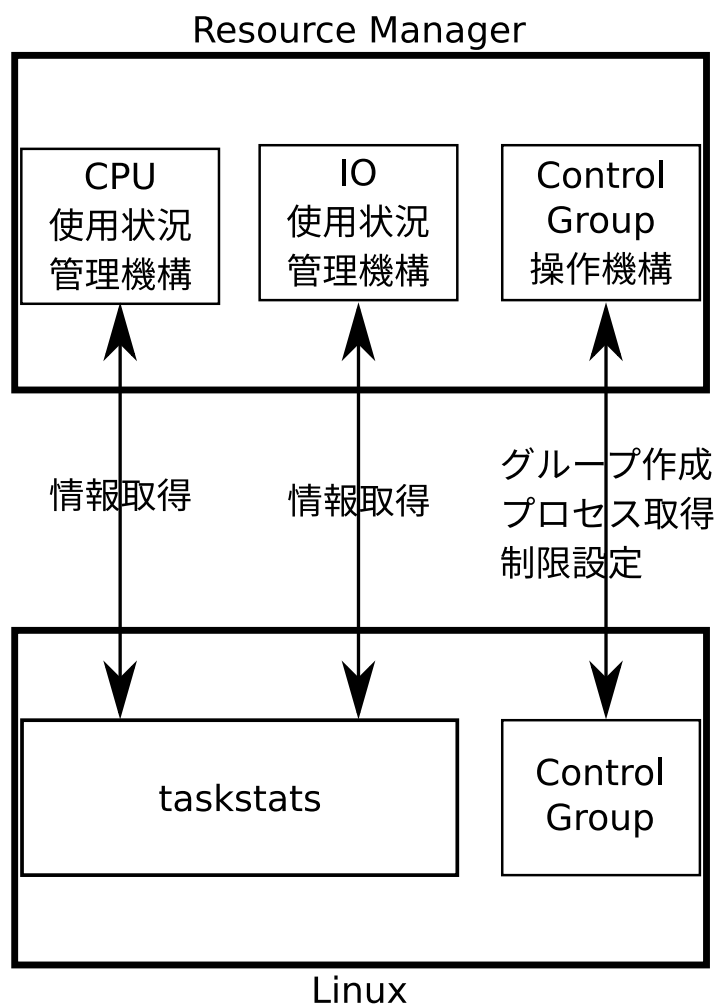 Resource Manager
CPU
使用状況
管理機構
IO
使用状況
管理機構
Control
Group
操作機構
情報取得
情報取得
グループ作成
プロセス取得
制限設定
taskstats
Control
Group
Linux